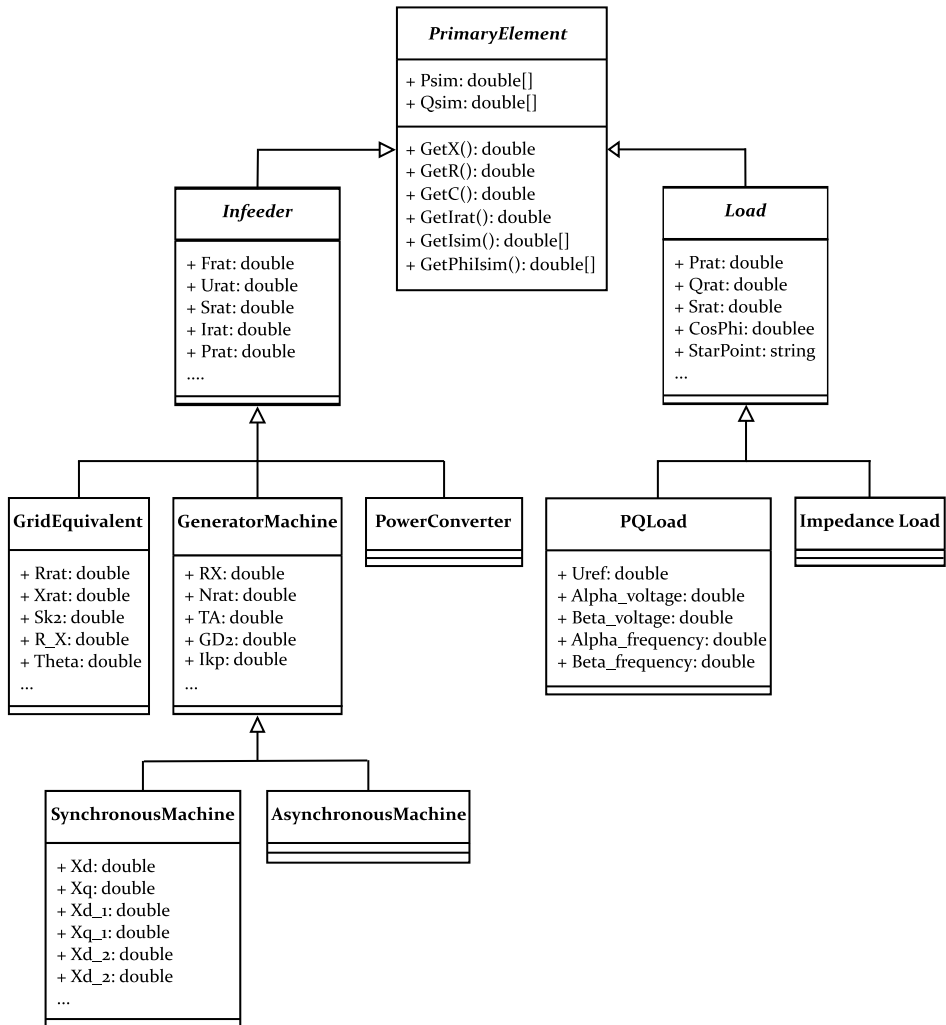 PrimaryElement
+ Psim: double[]
+ Qsim: double[]
+ GetX(): double
+ GetR(): double
+ GetC(): double
+ GetIrat(): double
+ GetIsim(): double[]
+ GetPhiIsim(): double[]
Infeeder
+ Frat: double
+ Urat: double
+ Srat: double
+ Irat: double
+ Prat: double
....
Load
+ Prat: double
+ Qrat: double
+ Srat: double
+ CosPhi: doublee
+ StarPoint: string
...
GridEquivalent
+ Rrat: double
+ Xrat: double
+ Sk2: double
+ R_X: double
+ Theta: double
...
GeneratorMachine
+ RX: double
+ Nrat: double
+ TA: double
+ GD2: double
+ Ikp: double
...
PowerConverter
PQLoad
+ Uref: double
+ Alpha_voltage: double
+ Beta_voltage: double
+ Alpha_frequency: double
+ Beta_frequency: double
Impedance Load
SynchronousMachine
+ Xd: double
+ Xq: double
+ Xd_1: double
+ Xq_1: double
+ Xd_2: double
+ Xd_2: double
...
AsynchronousMachine